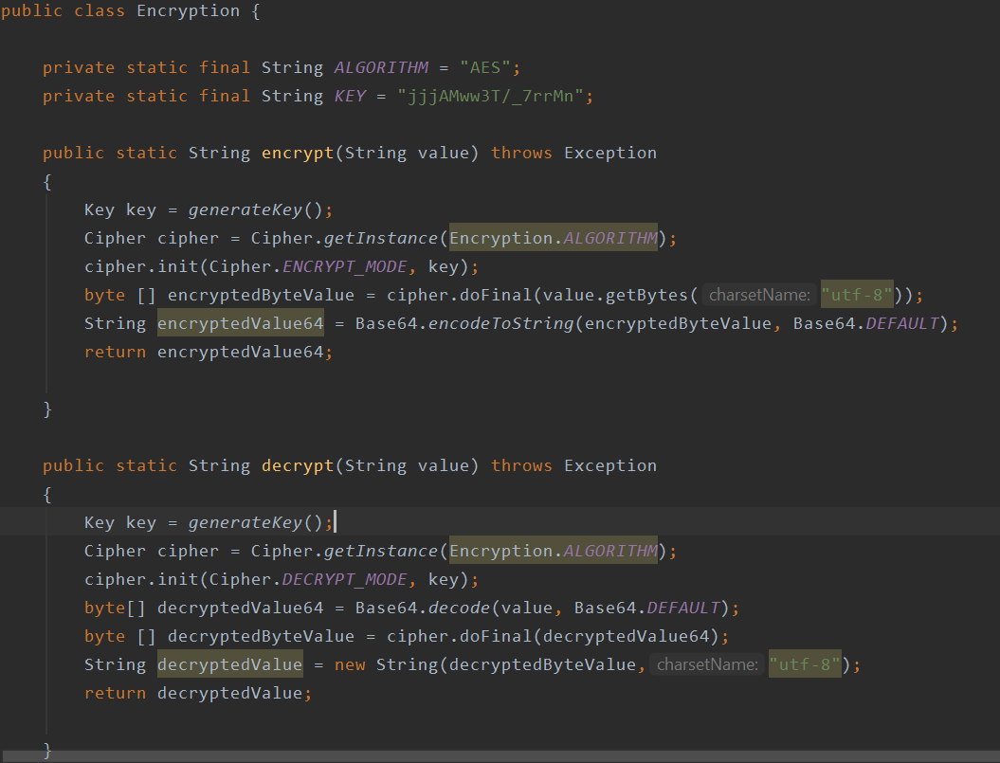 public class Encryption {
private static final String ALGORITHM = "AES";
private static final String KEY = "jjjAMww3T/_7rrMn";
public static String encrypt(String value) throws Exception
{
Key key = generateKey();
Cipher cipher = Cipher.getInstance(Encryption.ALGORITHM);
cipher.init(Cipher.ENCRYPT_MODE, key);
byte [] encryptedByteValue = cipher.doFinal(value.getBytes( charsetName: "utf-8"));
String encryptedValue64 = Base64.encodeToString(encryptedByteValue, Base64.DEFAULT);
return encryptedValue64;
}
public static String decrypt(String value) throws Exception
{
Key key = generateKey();
Cipher cipher = Cipher.getInstance(Encryption.ALGORITHM);
cipher.init(Cipher.DECRYPT_MODE, key);
byte[] decryptedValue64 = Base64.decode(value, Base64.DEFAULT);
byte [] decryptedByteValue = cipher.doFinal(decryptedValue64);
String decryptedValue = new String(decryptedByteValue, charsetName: "utf-8");
return decryptedValue;
}